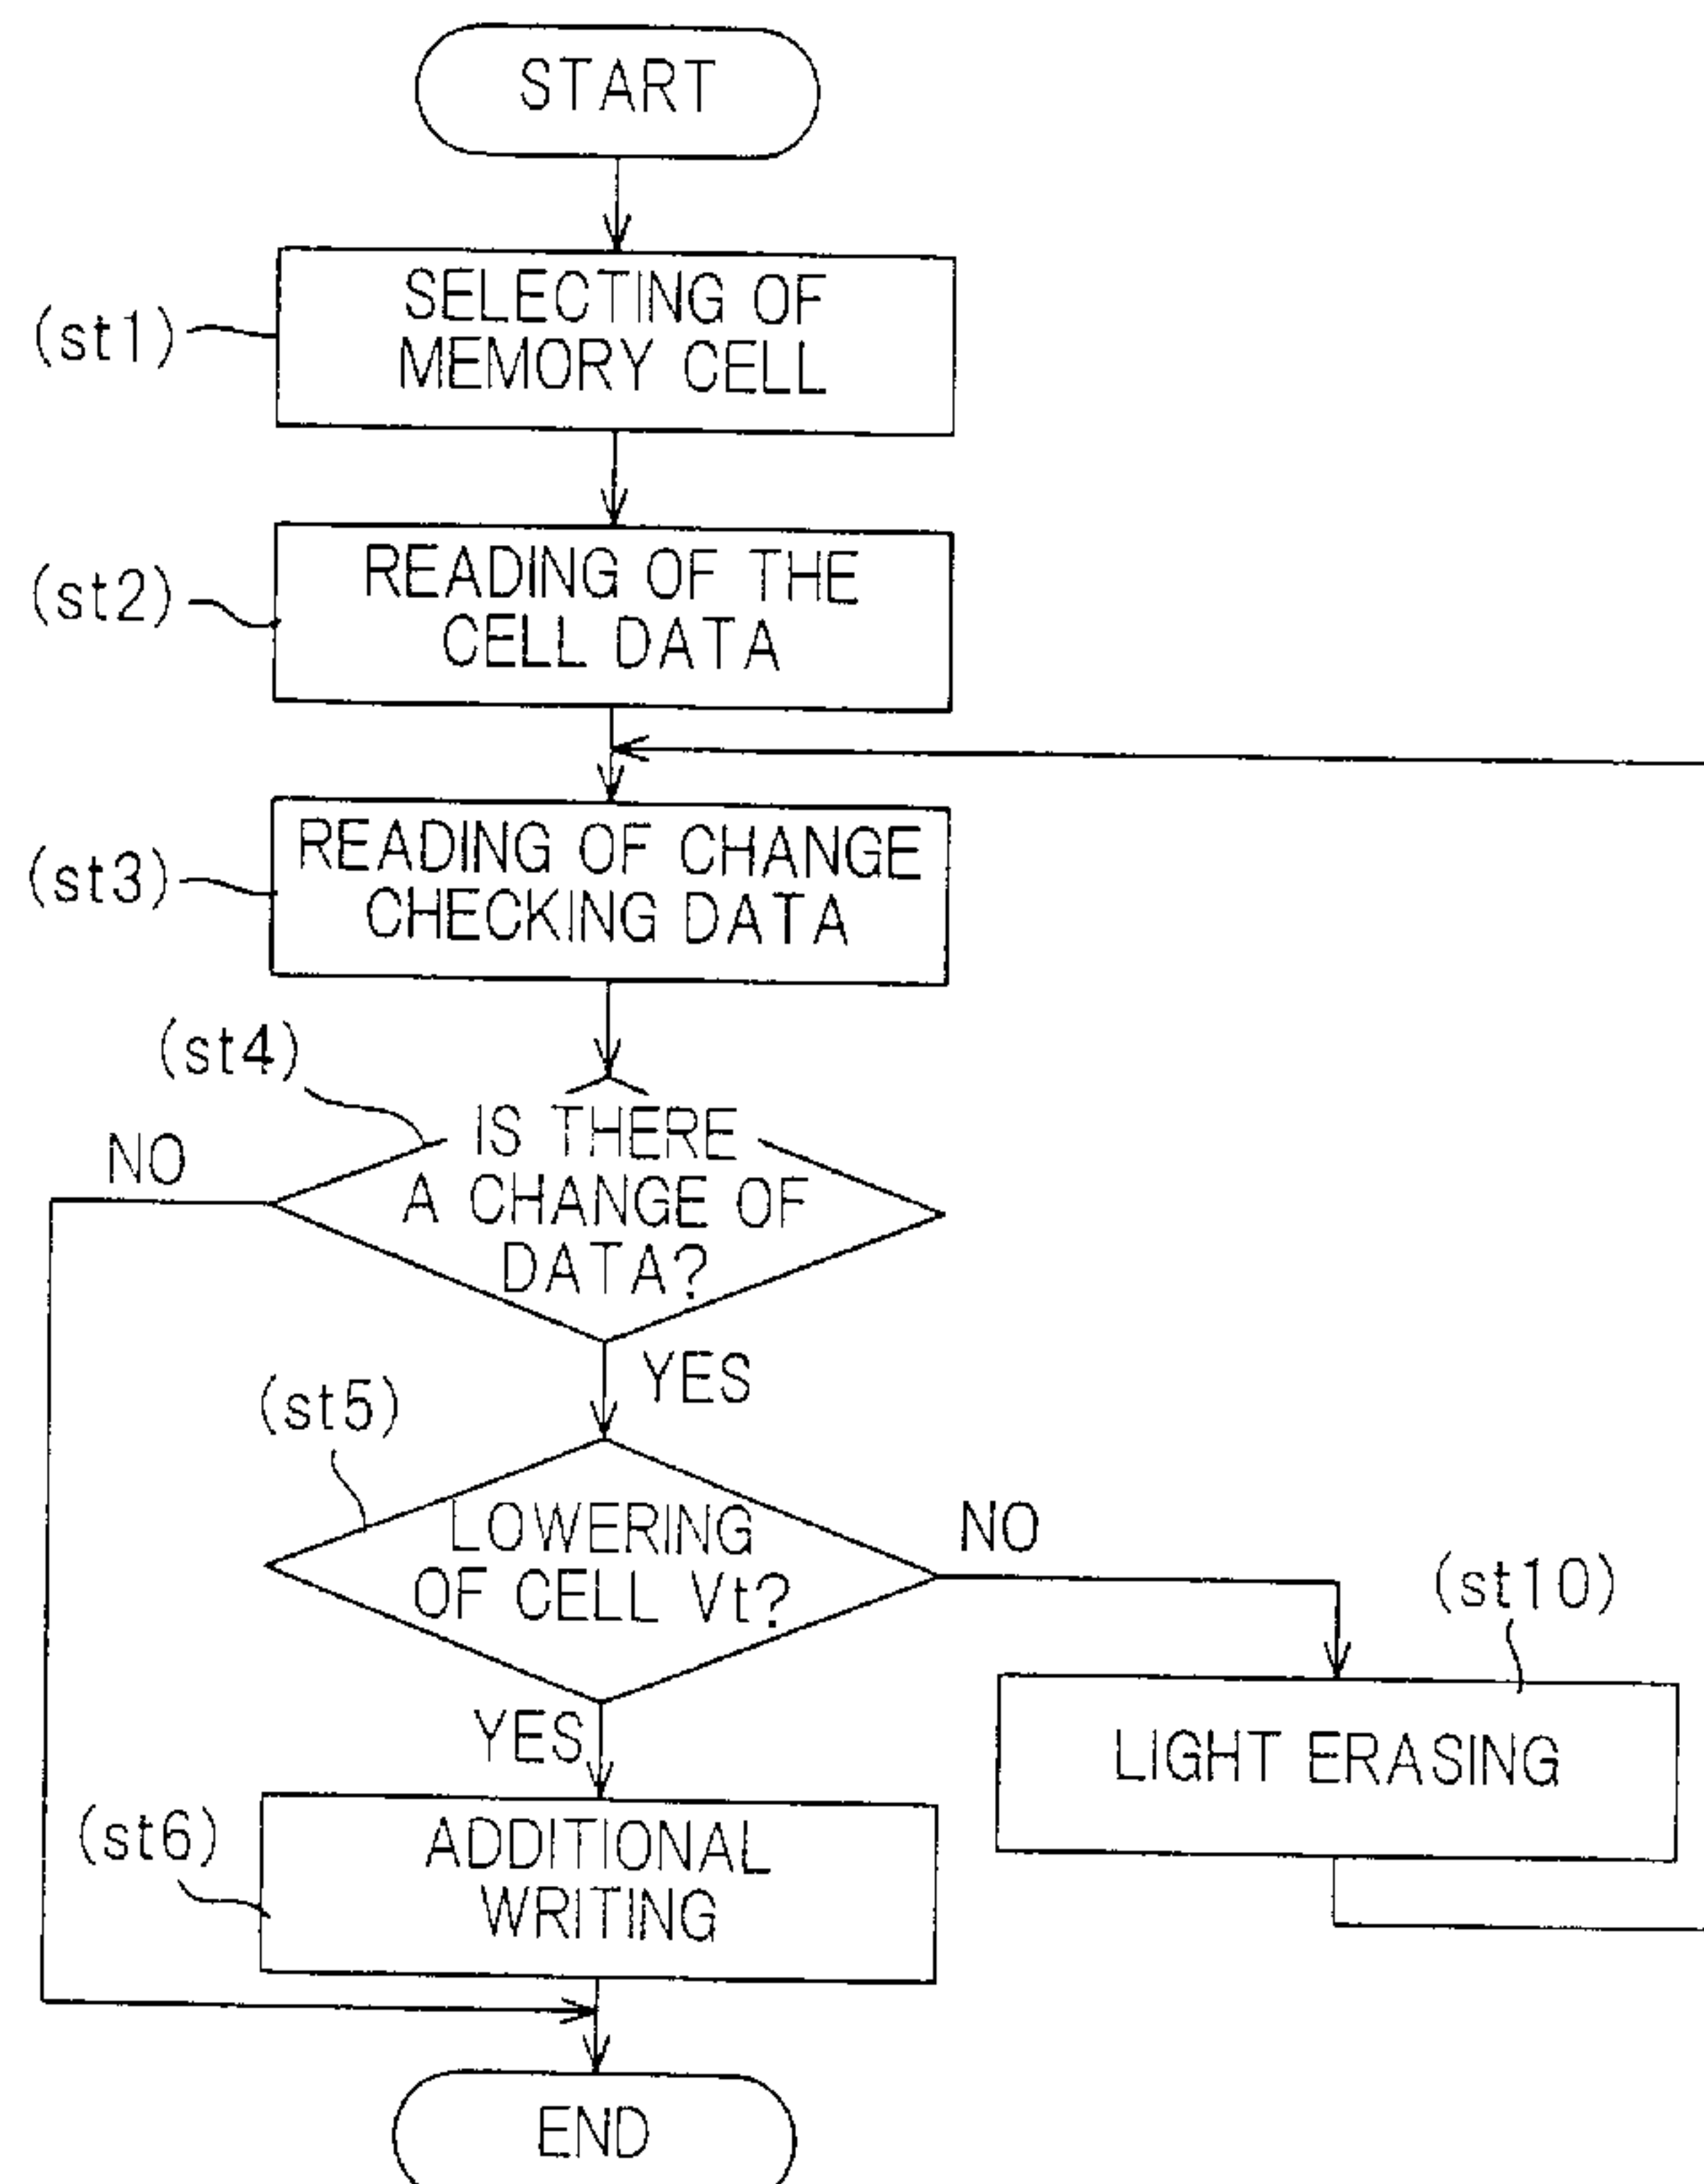 START
(st1)
SELECTING OF
MEMORY CELL
(st2)
READING OF THE
CELL DATA
(st3)
READING OF CHANGE
CHECKING DATA
(st4)
NO
IS THERE
A CHANGE OF
DATA?
YES
(st5)
LOWERING
OF CELL Vt?
NO
(st10)
YES
LIGHT ERASING
(st6)
ADDITIONAL
WRITING
END